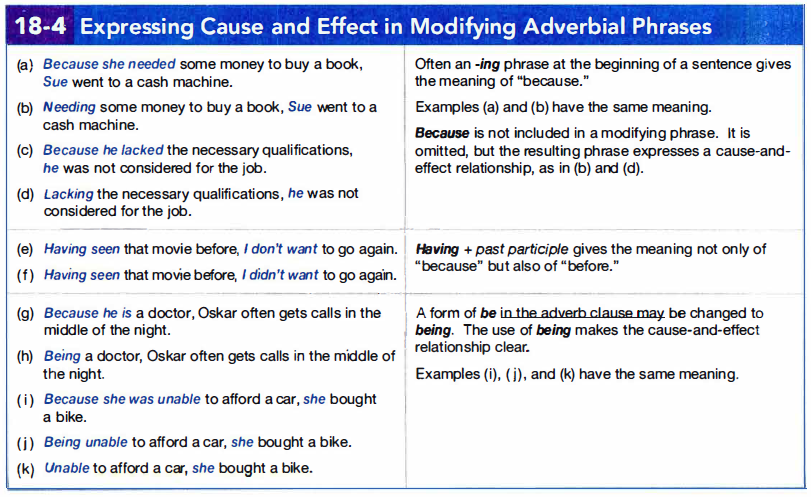 18-4 Expressing Cause and Effect in Modifying Adverbial Phrases
(a) Because she needed some money to buy a book,
Sue went to a cash machine.
(b) Needing some money to buy a book, Sue went to a
cash machine.
(c) Because he lacked the necessary qualifications,
he was not considered for the job.
(d) Lacking the necessary qualifications, he was not
considered for the job.
Often an -ing phrase at the beginning of a sentence gives
the meaning of “because.”
Examples (a) and (b) have the same meaning.
Because is not included in a modifying phrase. It is
omitted, but the resulting phrase expresses a cause-and-
effect relationship, as in (b) and (d).
(e) Having seen that movie before, I don’t want to go again.
(f) Having seen that movie before, I didn’t want to go again.
Having + past participle gives the meaning not only of
“because” but also of “before.”
(g) Because he is a doctor, Oskar often gets calls in the
middle of the night.
(h) Being a doctor, Oskar often gets calls in the middle of
the night.
(i) Because she was unable to afford a car, she bought
a bike.
(j) Being unable to afford a car, she bought a bike.
(k) Unable to afford a car, she bought a bike.
A form of be in the adverb clause may be changed to
being. The use of being makes the cause-and-effect
relationship clear.
Examples (i), (j), and (k) have the same meaning.